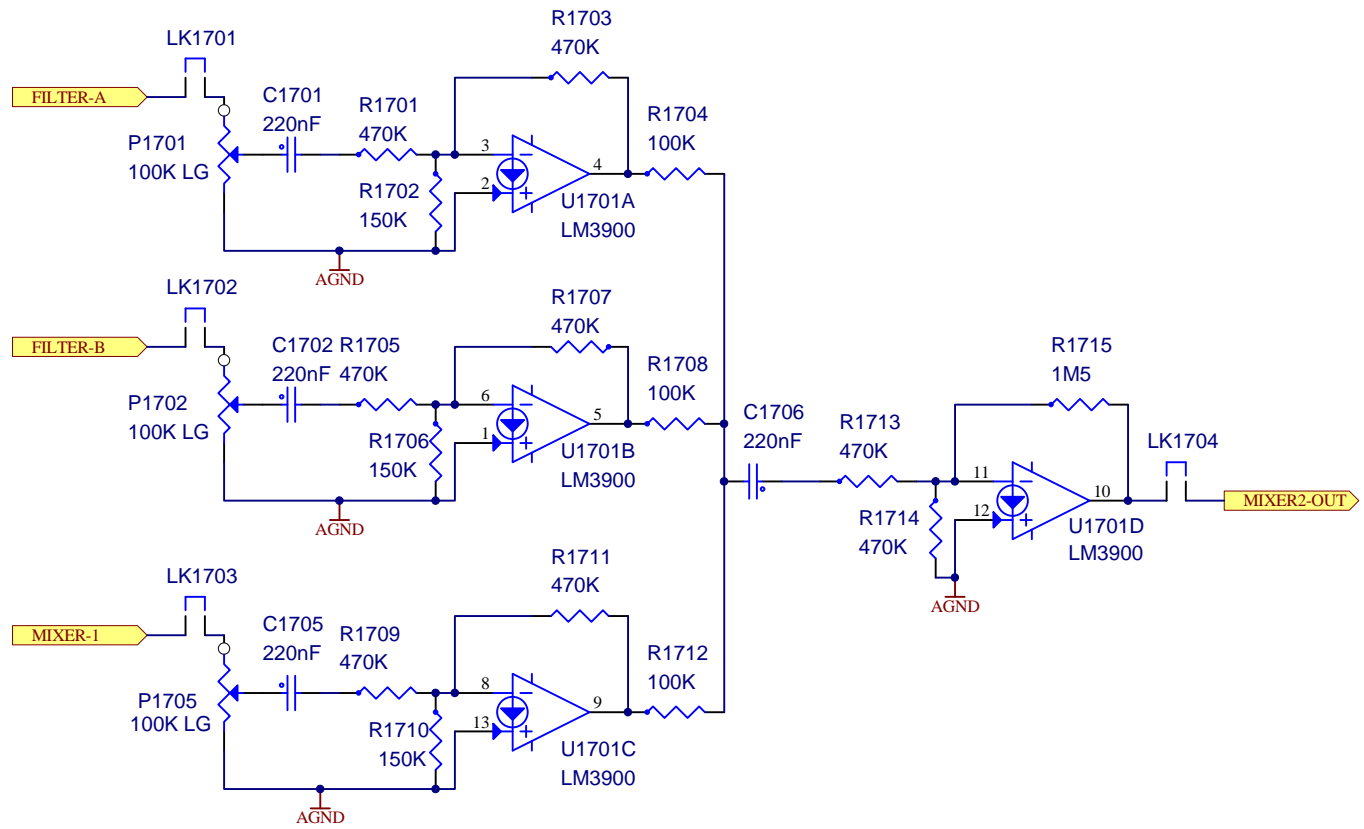 LK1701
FILTER-A
C1701
220nF
R1701
470K
R1703
470K
R1704
100K
P1701
100K LG
3
4
2
R1702
150K
U1701A
LM3900
AGND
LK1702
FILTER-B
C1702
220nF
R1705
470K
R1707
470K
R1708
100K
P1702
100K LG
6
5
1
R1706
150K
U1701B
LM3900
AGND
LK1703
MIXER-1
C1705
220nF
R1709
470K
R1711
470K
R1712
100K
P1705
100K LG
8
9
13
R1710
150K
U1701C
LM3900
AGND
C1706
220nF
R1713
470K
R1715
1M5
LK1704
11
10
12
R1714
470K
U1701D
LM3900
MIXER2-OUT
AGND